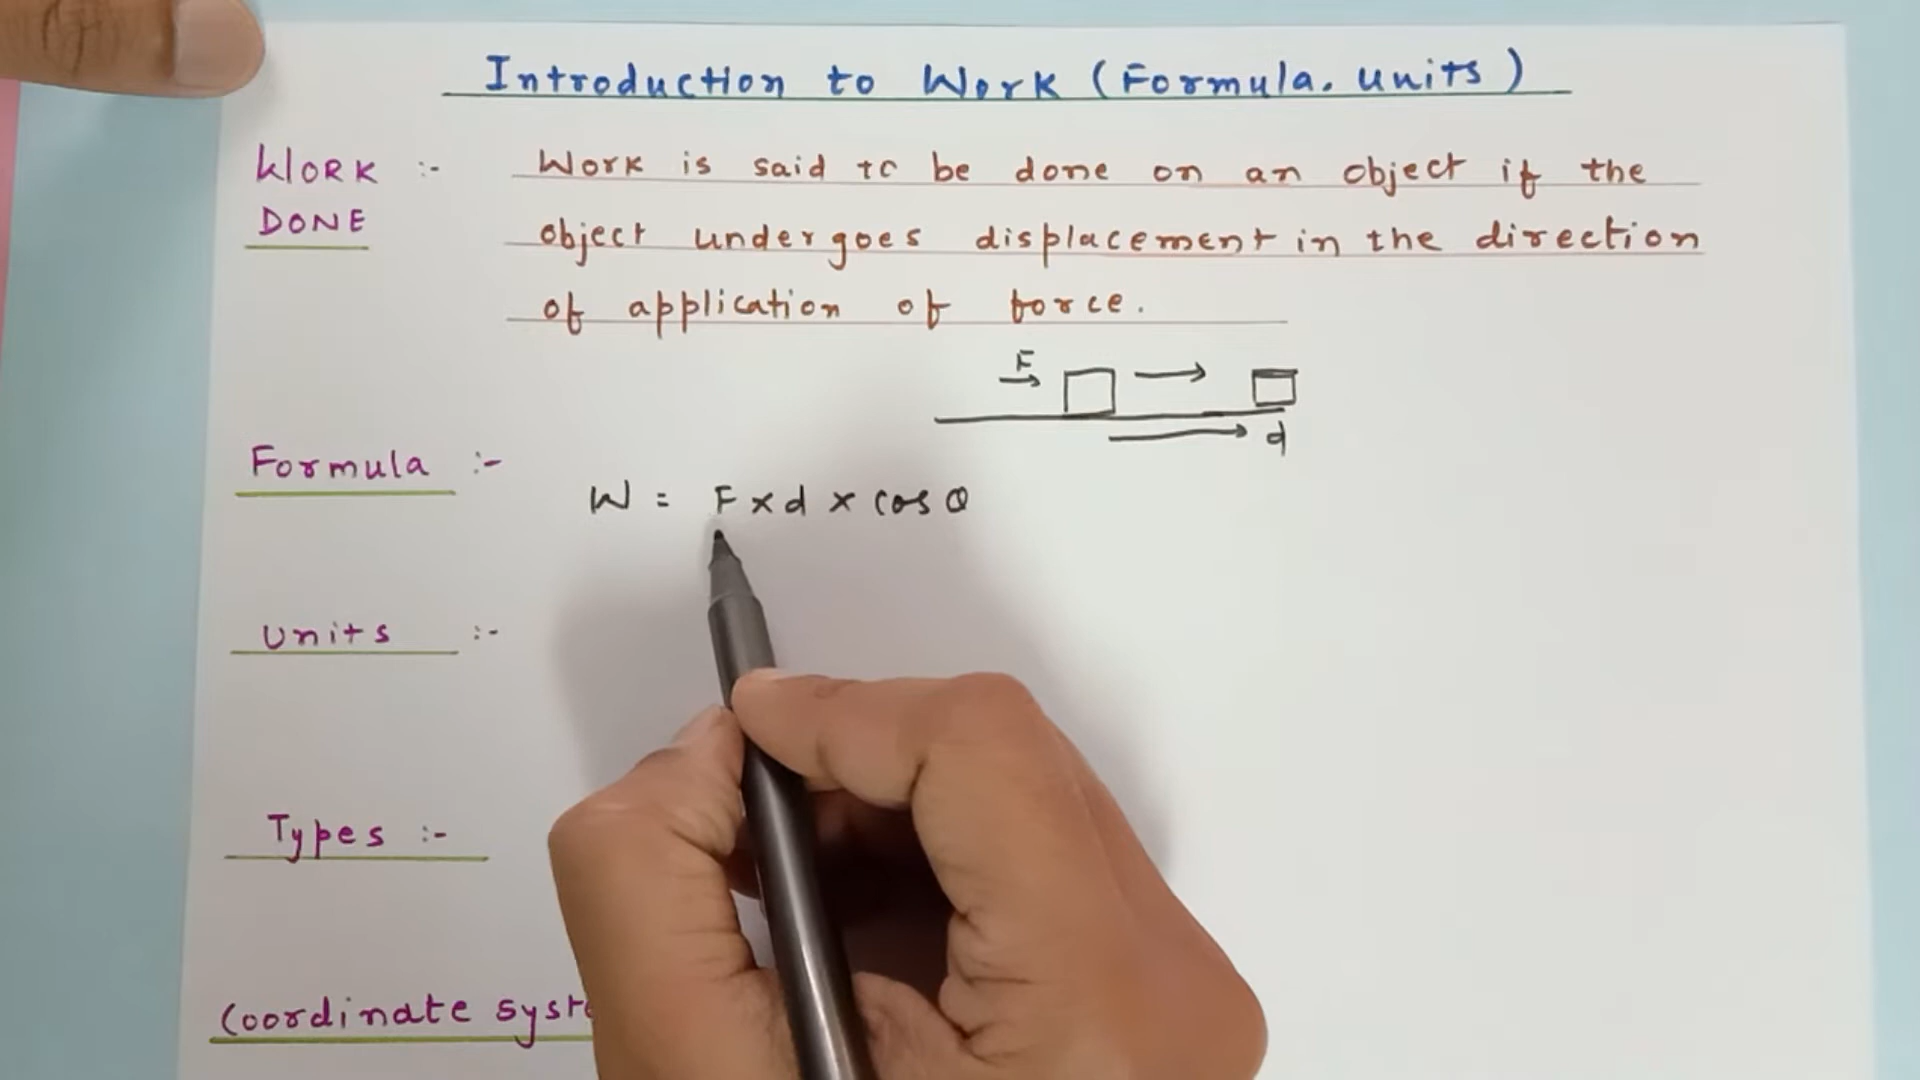 Introduction to Work (Formula, units)
WORK :- Work is said to be done on an object if the
DONE object undergoes displacement in the direction
of application of force.
F
d
Formula :-
W = F x d x cos θ
Units :-
Types :-
Coordinate syste